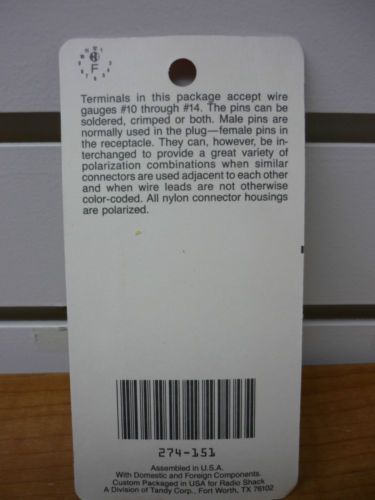 Terminals in this package accept wire
gauges #10 through #14. The pins can be
soldered, crimped or both. Male pins are
normally used in the plug—female pins in
the receptacle. They can, however, be in-
terchanged to provide a great variety of
polarization combinations when similar
connectors are used adjacent to each other
and when wire leads are not otherwise
color-coded. All nylon connector housings
are polarized.
274-151
Assembled in U.S.A.
With Domestic and Foreign Components.
Custom Packaged in USA for Radio Shack
A Division of Tandy Corp., Fort Worth, TX 76102